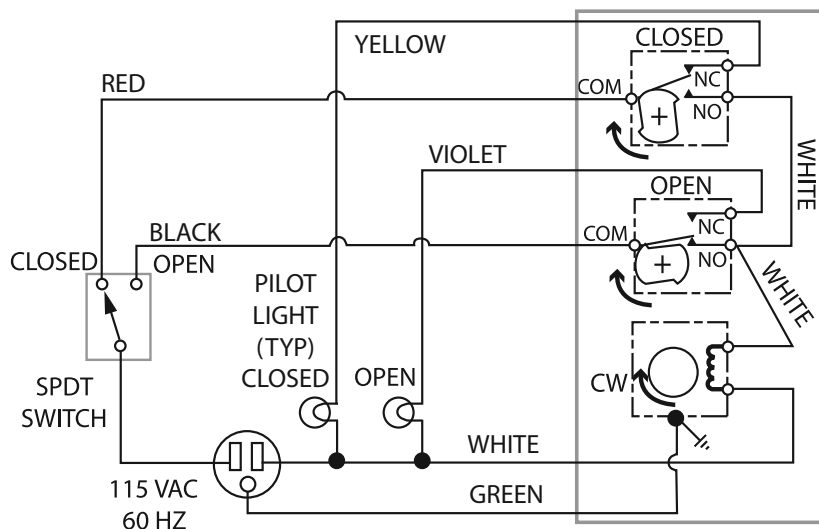 YELLOW
CLOSED
RED
COM
NC
NO
VIOLET
WHITE
OPEN
BLACK
COM
NC
CLOSED
OPEN
NO
PILOT
LIGHT
(TYP)
CLOSED
OPEN
WHITE
CW
SPDT
SWITCH
WHITE
115 VAC
60 HZ
GREEN